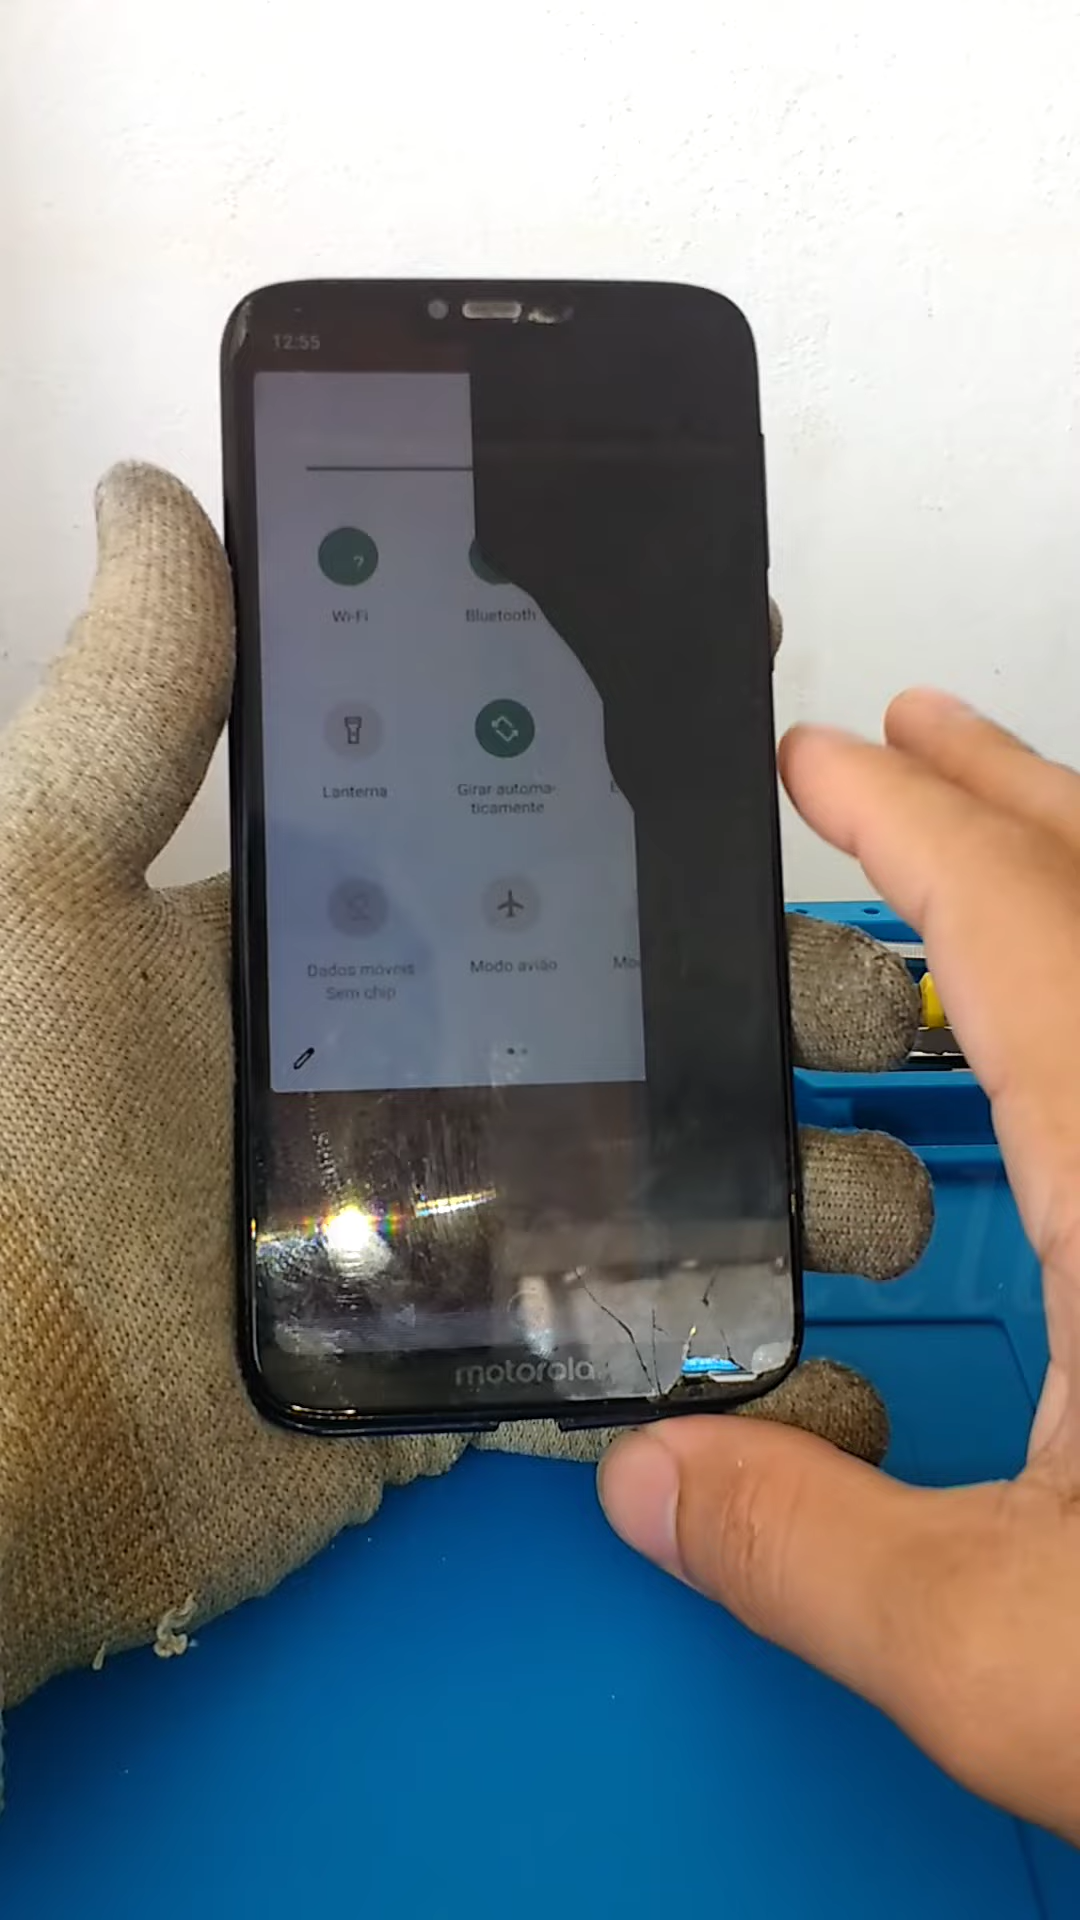 12:55
?
Wi-Fi
Bluetooth
Lanterna
Girar automa-
ticamente
Dados móveis
Sem chip
Modo avião
motorola